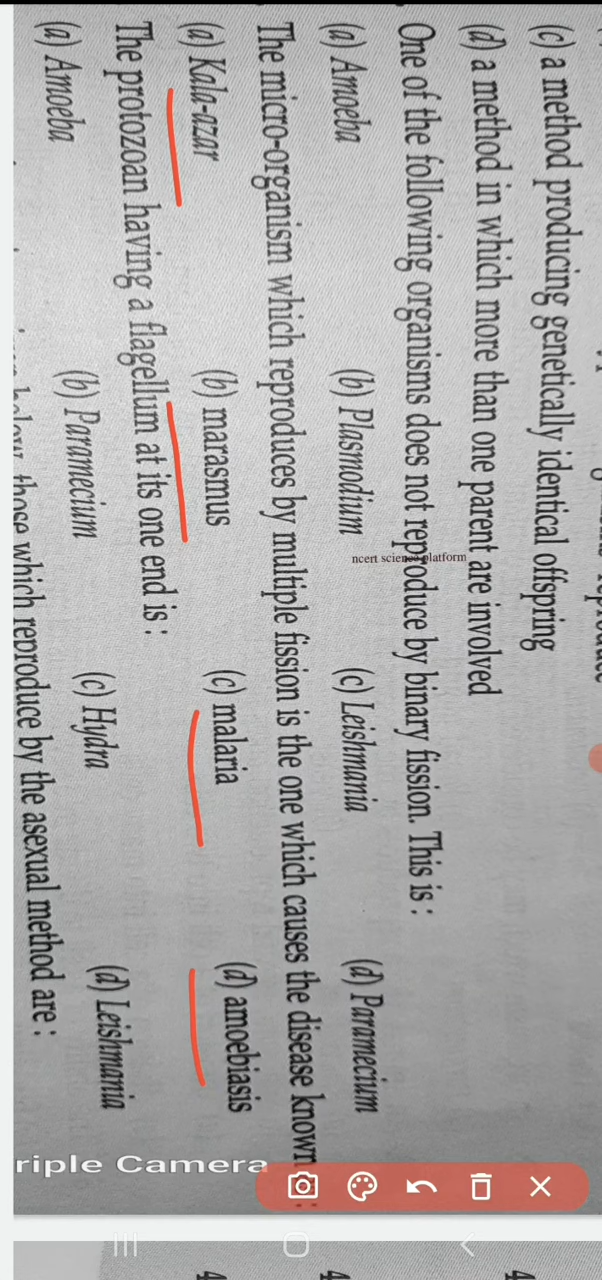 (c) a method producing genetically identical offspring
(d) a method in which more than one parent are involved
One of the following organisms does not reproduce by binary fission. This is :
(a) Amoeba (b) Plasmodium (c) Leishmania (d) Paramecium
ncert science platform
The micro-organism which reproduces by multiple fission is the one which causes the disease known
(a) Kala-azar (b) marasmus (c) malaria (d) amoebiasis
The protozoan having a flagellum at its one end is :
(a) Amoeba (b) Paramecium (c) Hydra (d) Leishmania
below, those which reproduce by the asexual method are :
riple Camera